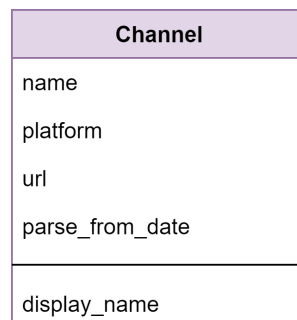 Channel
name
platform
url
parse_from_date
display_name